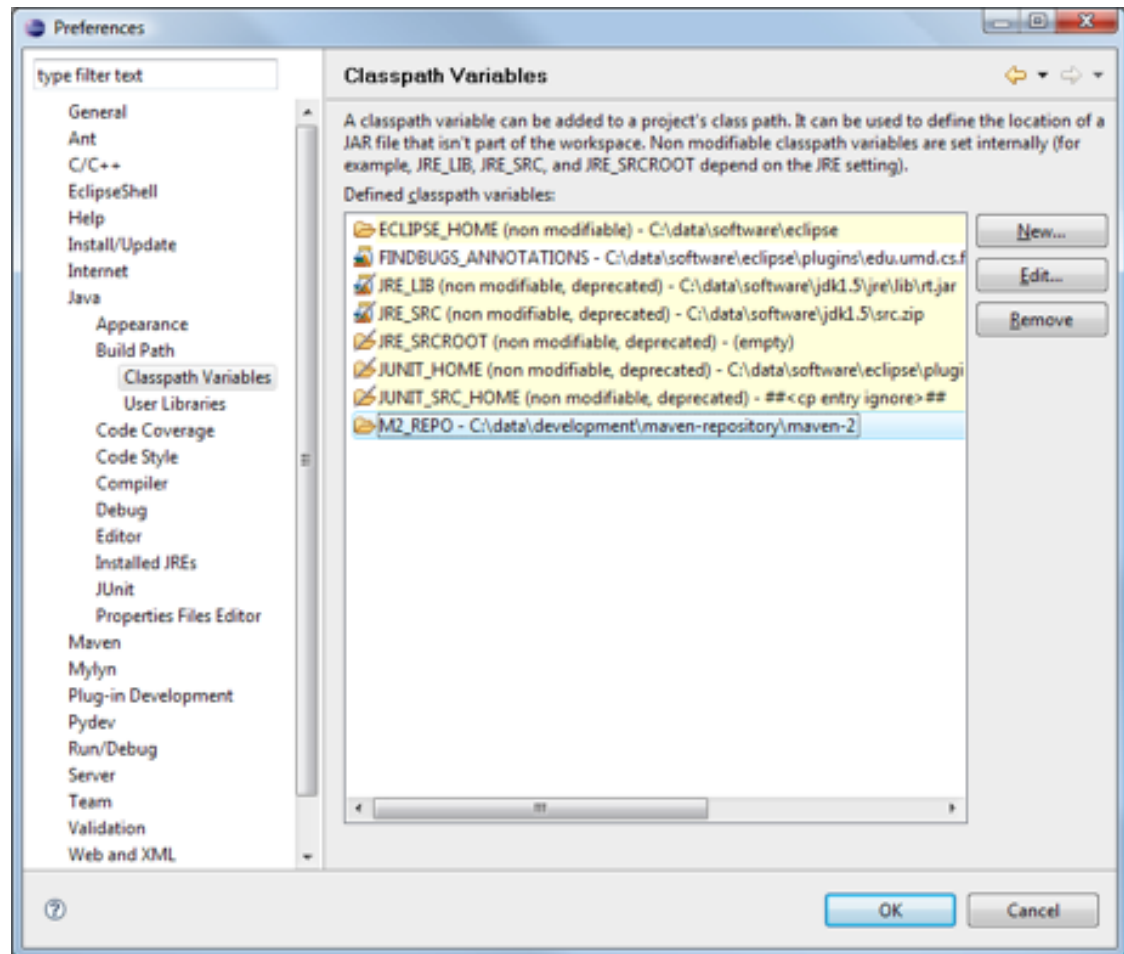 Preferences
type filter text
General
Ant
C/C++
EclipseShell
Help
Install/Update
Internet
Java
Appearance
Build Path
Classpath Variables
User Libraries
Code Coverage
Code Style
Compiler
Debug
Editor
Installed JREs
JUnit
Properties Files Editor
Maven
Mylyn
Plug-in Development
Pydev
Run/Debug
Server
Team
Validation
Web and XML
Classpath Variables
A classpath variable can be added to a project's class path. It can be used to define the location of a
JAR file that isn't part of the workspace. Non modifiable classpath variables are set internally (for
example, JRE_LIB, JRE_SRC, and JRE_SRCROOT depend on the JRE setting).
Defined classpath variables:
ECLIPSE_HOME (non modifiable) - C:\data\software\eclipse
FINDBUGS_ANNOTATIONS - C:\data\software\eclipse\plugins\edu.umd.cs.f
JRE_LIB (non modifiable, deprecated) - C:\data\software\jdk1.5\jre\lib\rt.jar
JRE_SRC (non modifiable, deprecated) - C:\data\software\jdk1.5\src.zip
JRE_SRCROOT (non modifiable, deprecated) - (empty)
JUNIT_HOME (non modifiable, deprecated) - C:\data\software\eclipse\plugi
JUNIT_SRC_HOME (non modifiable, deprecated) - ##<cp entry ignore>##
M2_REPO - C:\data\development\maven-repository\maven-2
New...
Edit...
Remove
OK
Cancel